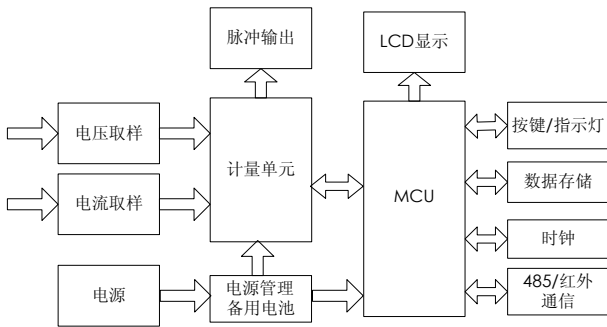 脉冲输出
LCD显示
电压取样
计量单元
MCU
按键/指示灯
电流取样
数据存储
时钟
电源
电源管理
备用电池
485/红外
通信